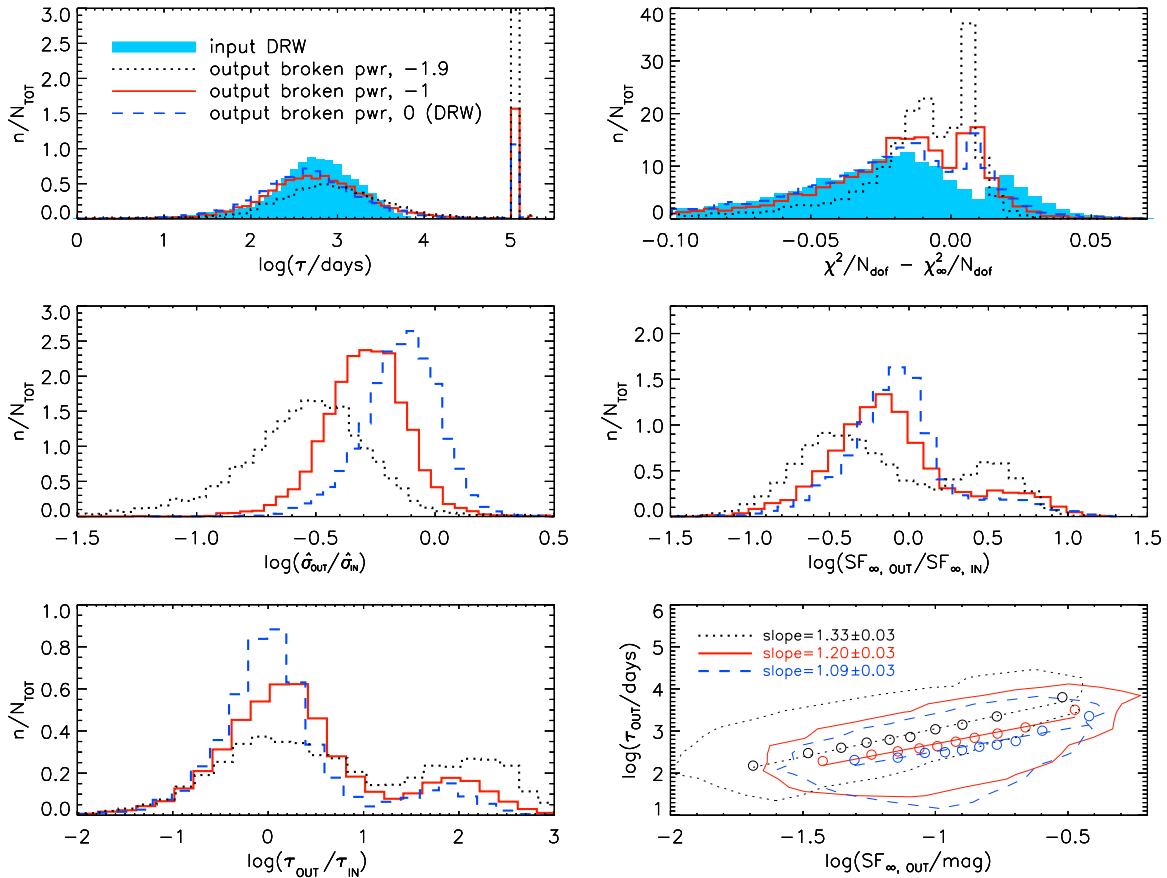 3.0
2.5
2.0
1.5
1.0
0.5
0.0
n/N_TOT
input DRW
output broken pwr, −1.9
output broken pwr, −1
output broken pwr, 0 (DRW)
0 1 2 3 4 5
log(τ/days)
40
30
20
10
0
n/N_TOT
−0.10 −0.05 0.00 0.05
χ²/N_dof − χ²_∞/N_dof
3.0
2.5
2.0
1.5
1.0
0.5
0.0
n/N_TOT
−1.5 −1.0 −0.5 0.0 0.5
log(σ̂_OUT/σ̂_IN)
2.0
1.5
1.0
0.5
0.0
n/N_TOT
−1.5 −1.0 −0.5 0.0 0.5 1.0 1.5
log(SF_∞, OUT/SF_∞, IN)
1.0
0.8
0.6
0.4
0.2
0.0
n/N_TOT
−2 −1 0 1 2 3
log(τ_OUT/τ_IN)
6
5
4
3
2
1
log(τ_OUT/days)
slope=1.33±0.03
slope=1.20±0.03
slope=1.09±0.03
−2 −1.5 −1 −0.5
log(SF_∞, OUT/mag)